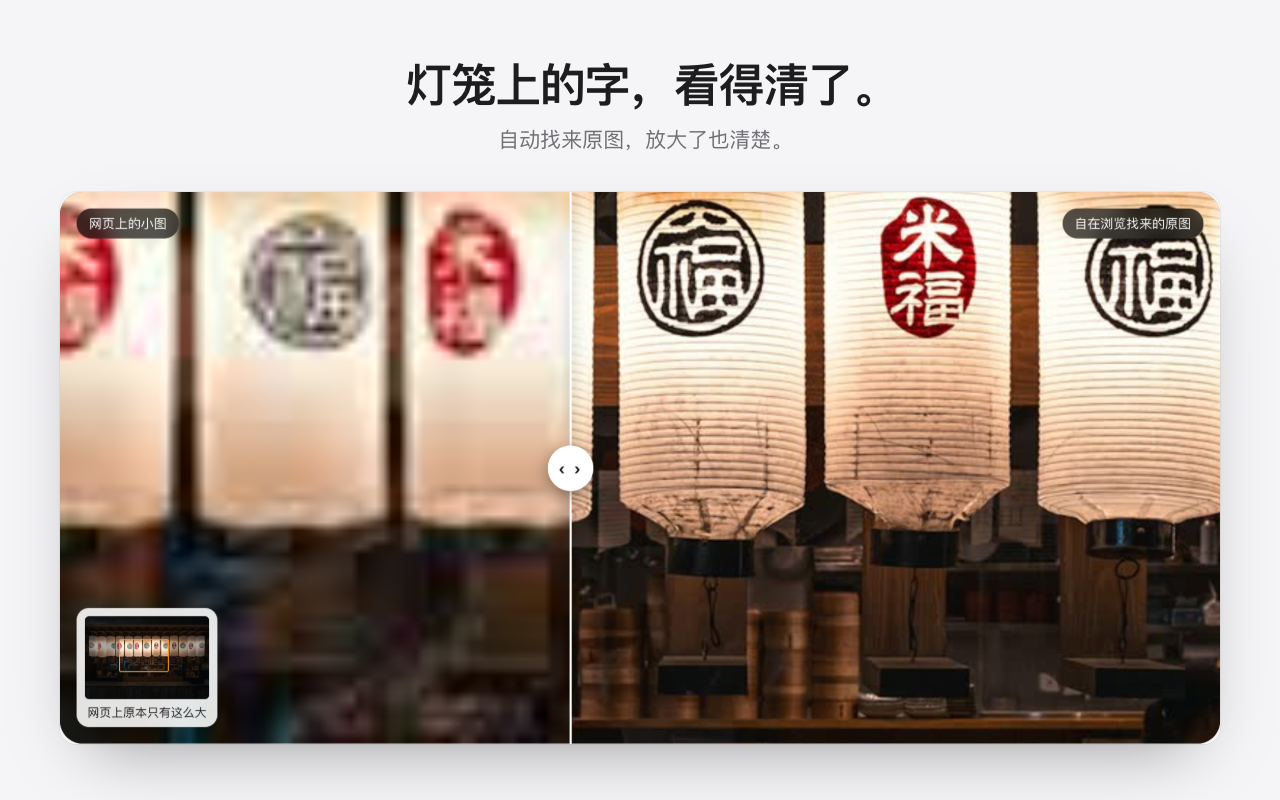 灯笼上的字，看得清了。
自动找来原图，放大了也清楚。
网页上的小图
自在浏览找来的原图
福
米
福
福
网页上原本只有这么大